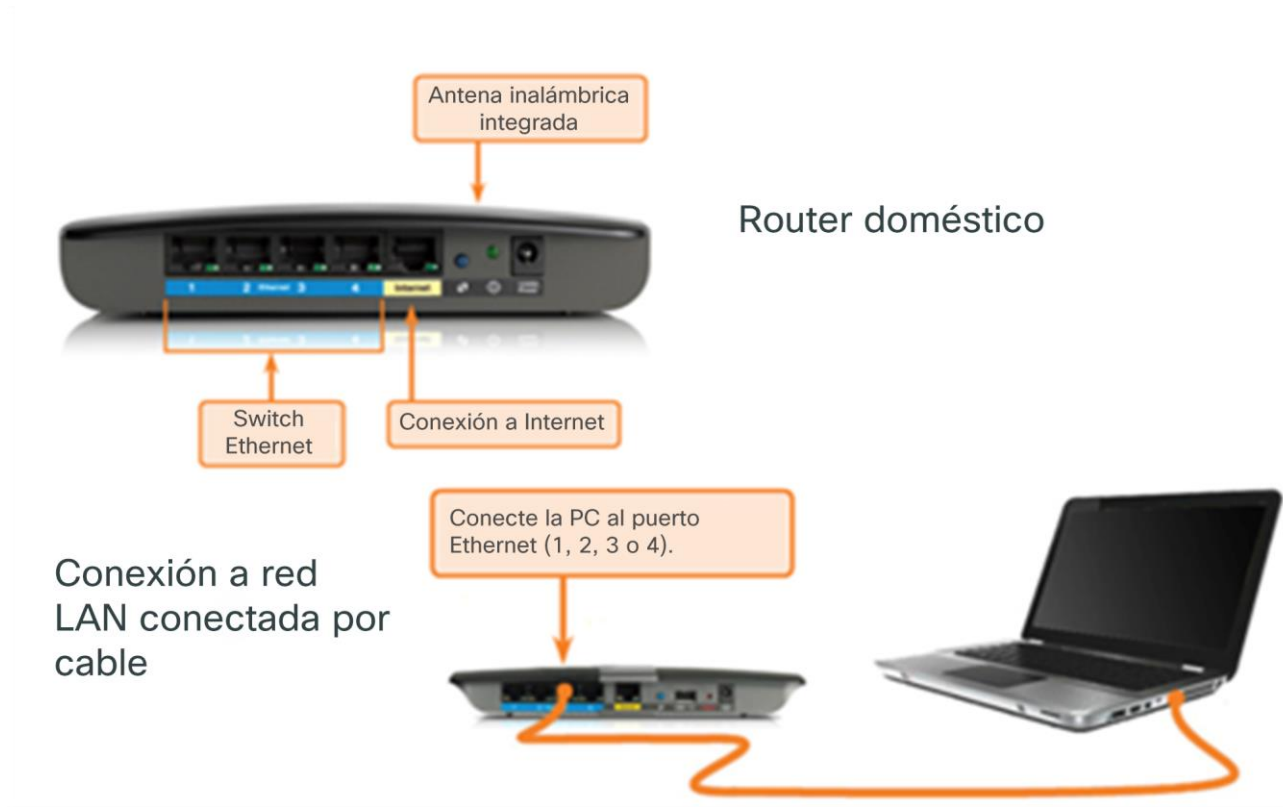 Antena inalámbrica
integrada
Router doméstico
1 2 Ethernet 3 4 Internet
Switch
Ethernet
Conexión a Internet
Conecte la PC al puerto
Ethernet (1, 2, 3 o 4).
Conexión a red
LAN conectada por
cable